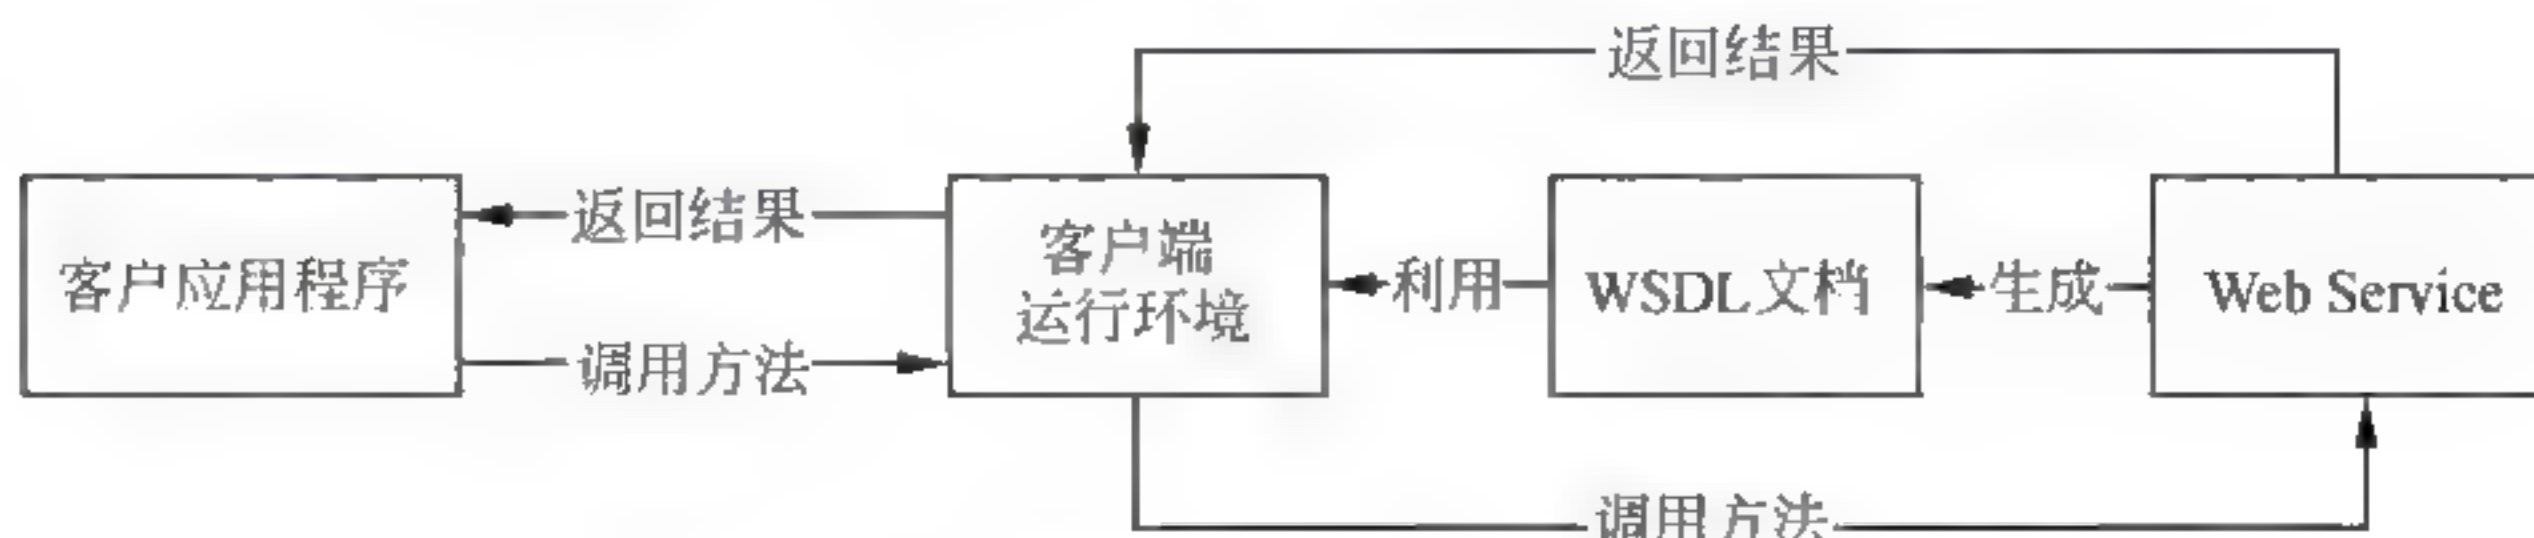 返回结果
返回结果
客户应用程序
客户端
运行环境
利用
WSDL文档
生成
Web Service
调用方法
调用方法